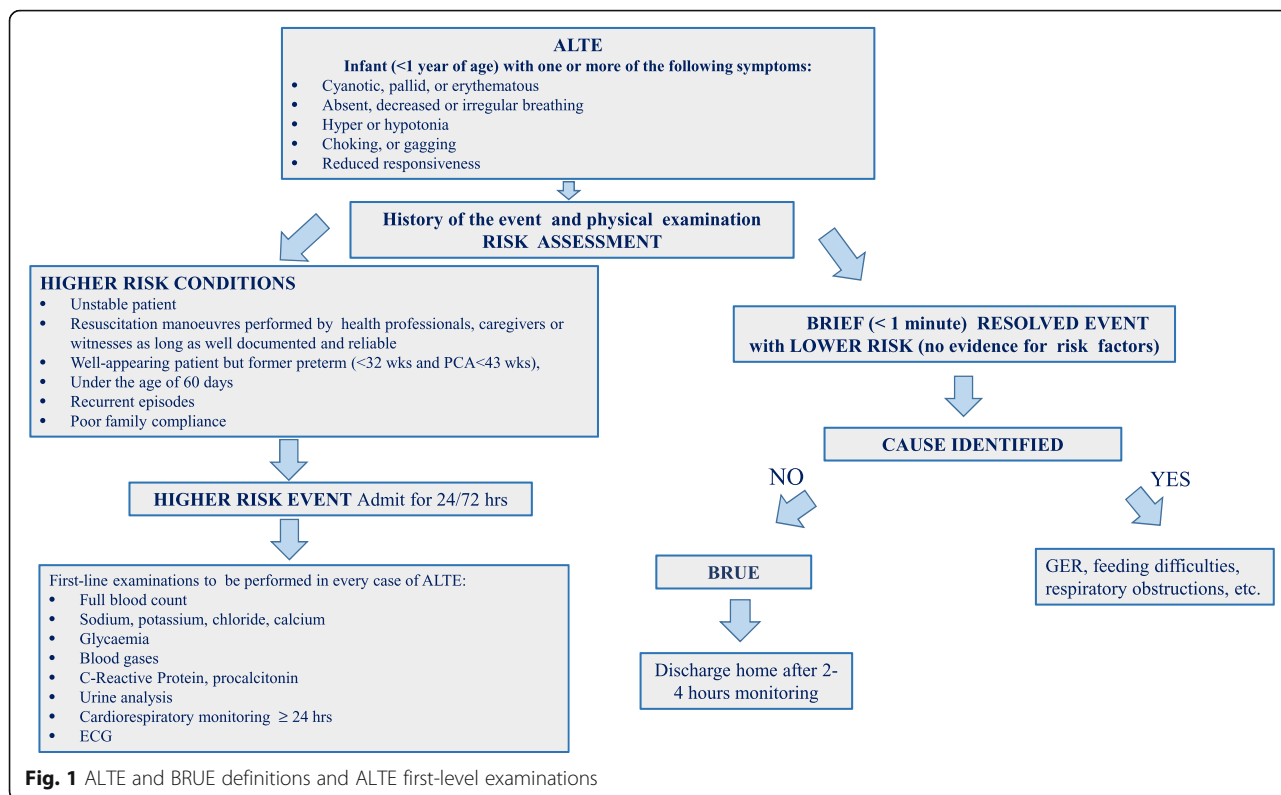 ALTE
Infant (<1 year of age) with one or more of the following symptoms:
• Cyanotic, pallid, or erythematous
• Absent, decreased or irregular breathing
• Hyper or hypotonia
• Choking, or gagging
• Reduced responsiveness
History of the event and physical examination
RISK ASSESSMENT
HIGHER RISK CONDITIONS
• Unstable patient
• Resuscitation manoeuvres performed by health professionals, caregivers or
witnesses as long as well documented and reliable
• Well-appearing patient but former preterm (<32 wks and PCA<43 wks),
• Under the age of 60 days
• Recurrent episodes
• Poor family compliance
HIGHER RISK EVENT Admit for 24/72 hrs
First-line examinations to be performed in every case of ALTE:
• Full blood count
• Sodium, potassium, chloride, calcium
• Glycaemia
• Blood gases
• C-Reactive Protein, procalcitonin
• Urine analysis
• Cardiorespiratory monitoring ≥ 24 hrs
• ECG
BRIEF (< 1 minute) RESOLVED EVENT
with LOWER RISK (no evidence for risk factors)
CAUSE IDENTIFIED
NO
YES
BRUE
GER, feeding difficulties,
respiratory obstructions, etc.
Discharge home after 2-
4 hours monitoring
Fig. 1 ALTE and BRUE definitions and ALTE first-level examinations